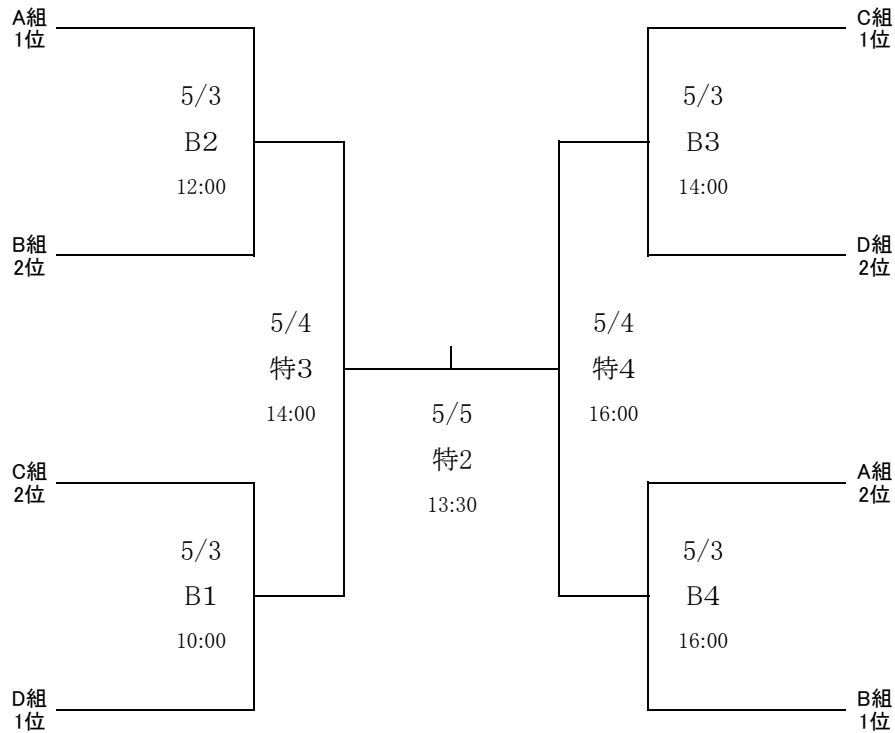 A組
1位
C組
1位
5/3
B2
12:00
5/3
B3
14:00
B組
2位
D組
2位
5/4
特3
14:00
5/4
特4
16:00
5/5
特2
13:30
C組
2位
A組
2位
5/3
B1
10:00
5/3
B4
16:00
D組
1位
B組
1位